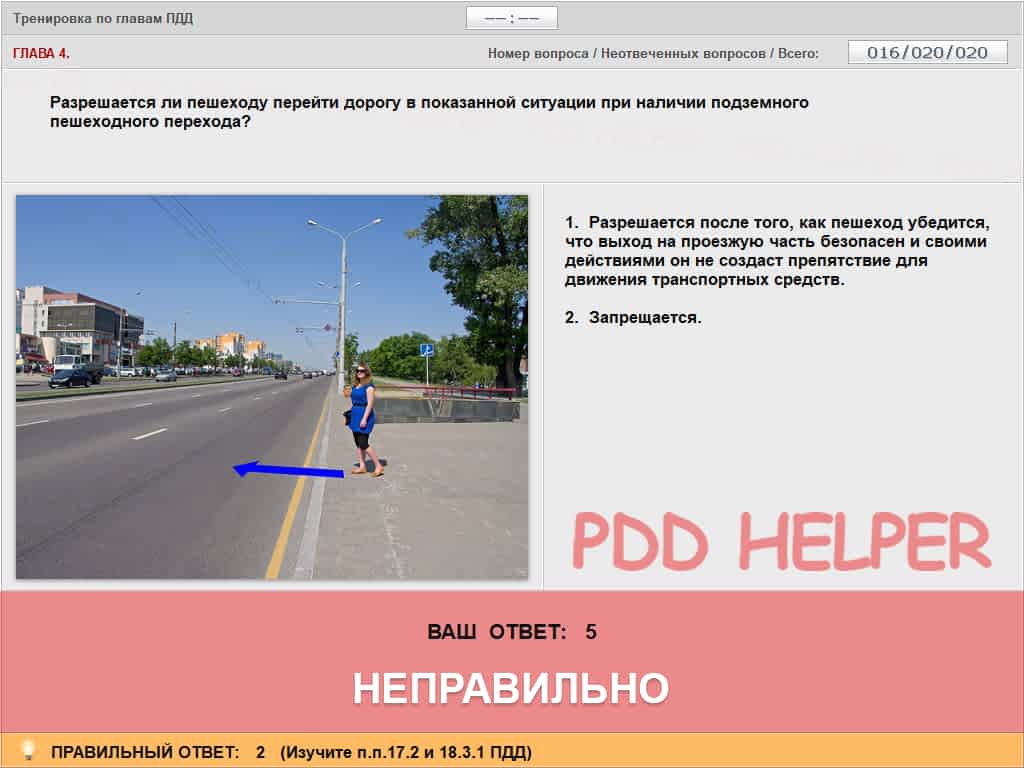 Тренировка по главам ПДД
–– : ––
ГЛАВА 4.
Номер вопроса / Неотвеченных вопросов / Всего:
016/020/020
Разрешается ли пешеходу перейти дорогу в показанной ситуации при наличии подземного
пешеходного перехода?
1. Разрешается после того, как пешеход убедится,
что выход на проезжую часть безопасен и своими
действиями он не создаст препятствие для
движения транспортных средств.
2. Запрещается.
PDD HELPER
ВАШ ОТВЕТ: 5
НЕПРАВИЛЬНО
ПРАВИЛЬНЫЙ ОТВЕТ: 2 (Изучите п.п.17.2 и 18.3.1 ПДД)